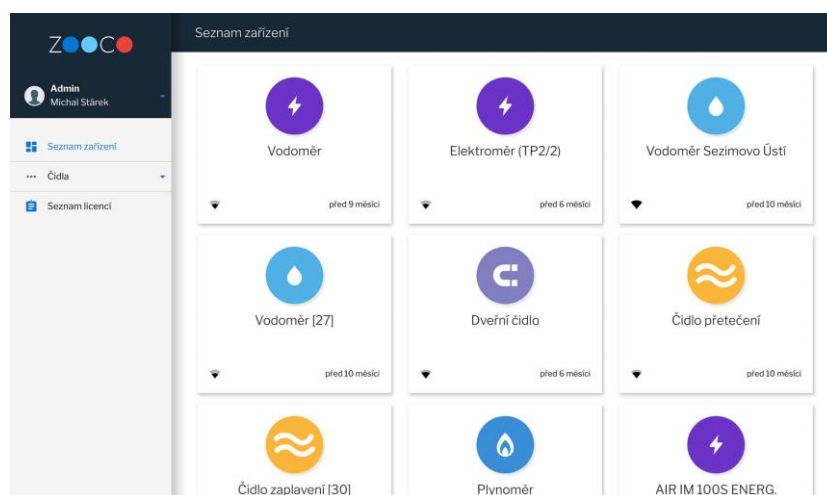 ZOOCO
Seznam zařízení
Admin
Michal Stárek
Seznam zařízení
Čidla
Seznam licencí
Vodoměr
před 9 měsíci
Elektroměr (TP2/2)
před 6 měsíci
Vodoměr Sezimovo Ústí
před 10 měsíci
Vodoměr [27]
před 10 měsíci
Dveřní čidlo
před 6 měsíci
Čidlo přetečení
před 10 měsíci
Čidlo zaplavení [30]
Plynoměr
AIR IM 100S ENERG.